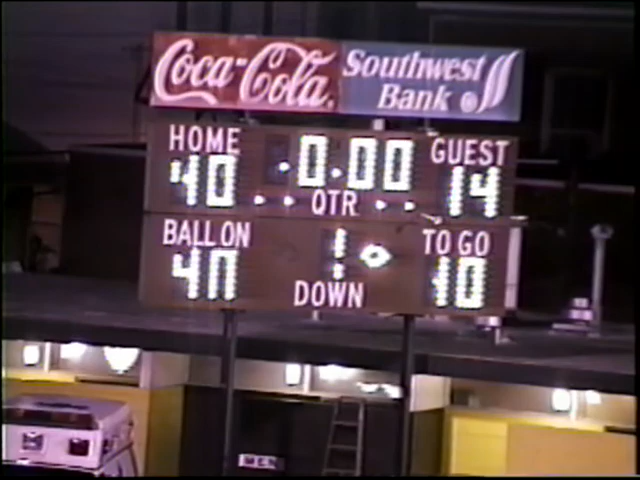 Coca-Cola Southwest Bank
HOME 40 0:00 GUEST 14
QTR
BALL ON 40 1 TO GO 10
DOWN
MEN